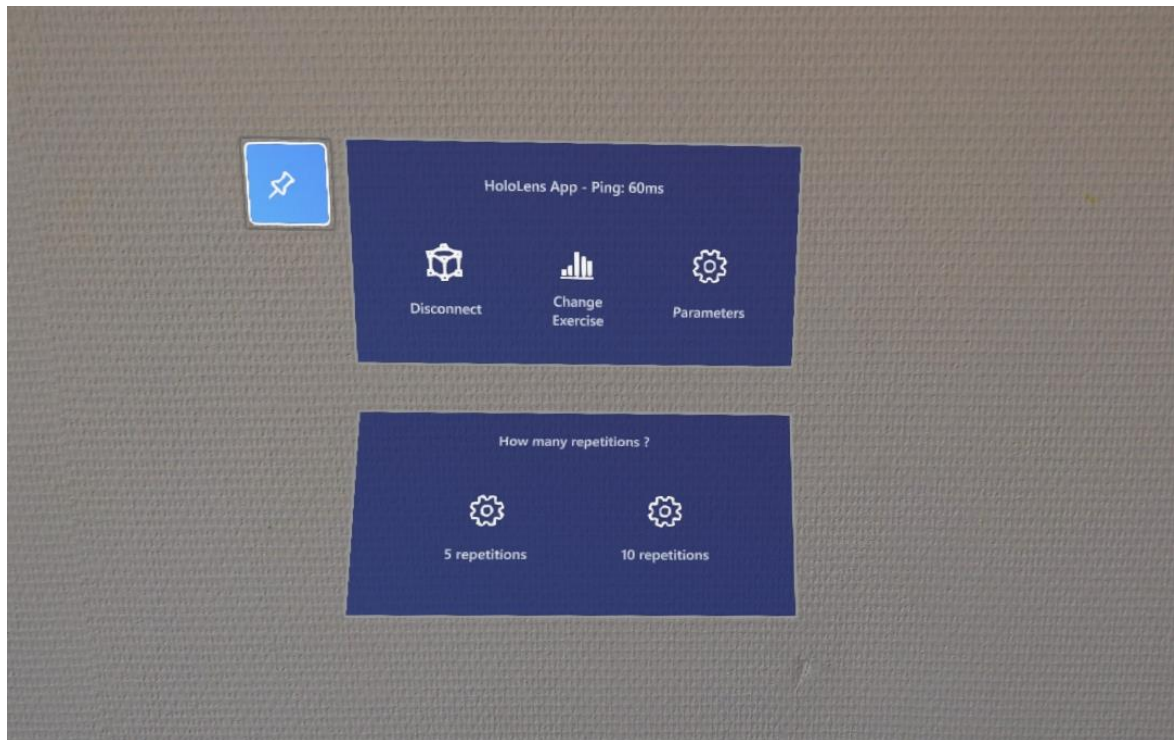 HoloLens App - Ping: 60ms
Disconnect
Change
Exercise
Parameters
How many repetitions ?
5 repetitions
10 repetitions